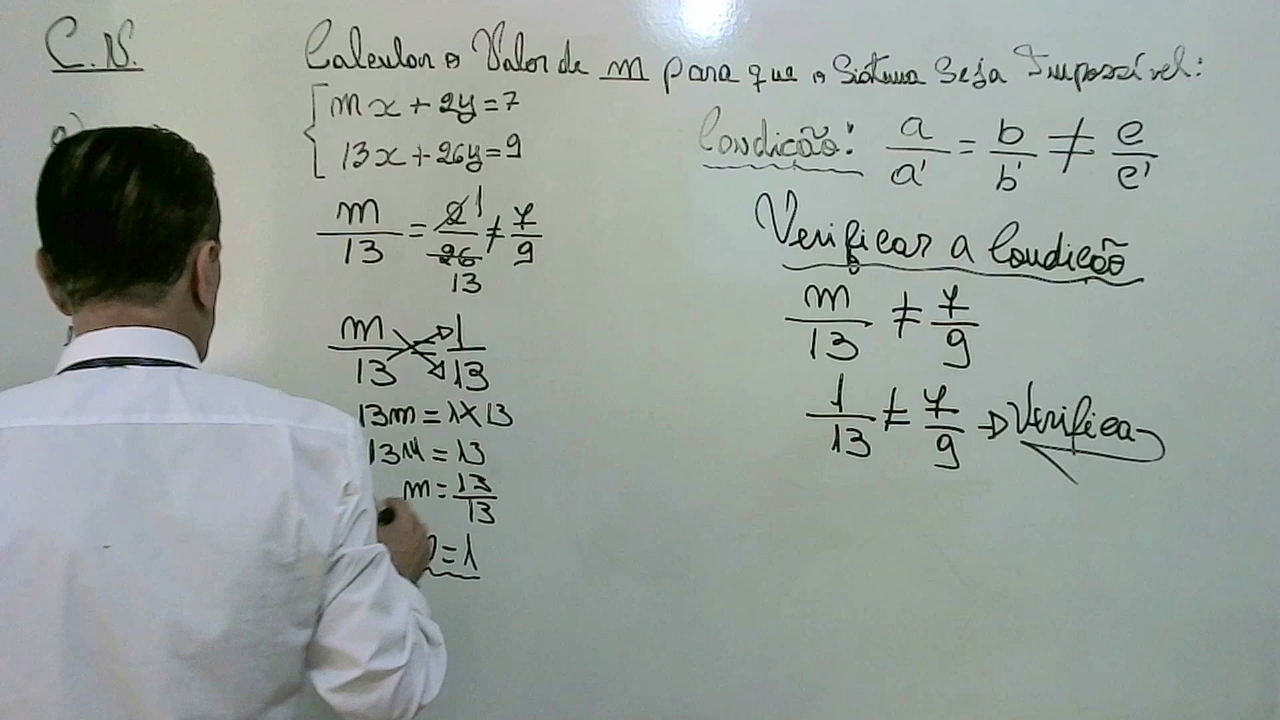 C.N.
Calcular o Valor de m para que o Sistema Seja Impossível:
mx + 2y = 7
13x + 26y = 9
Condição: a/a' = b/b' ≠ c/c'
a)
m/13 = 2/26 ≠ 7/9
1
13
Verificar a Condição
m/13 ≠ 7/9
m/13 = 1/13
1/13 ≠ 7/9 → Verifica
13m = 1 x 13
13M = 13
m = 13/13
= 1